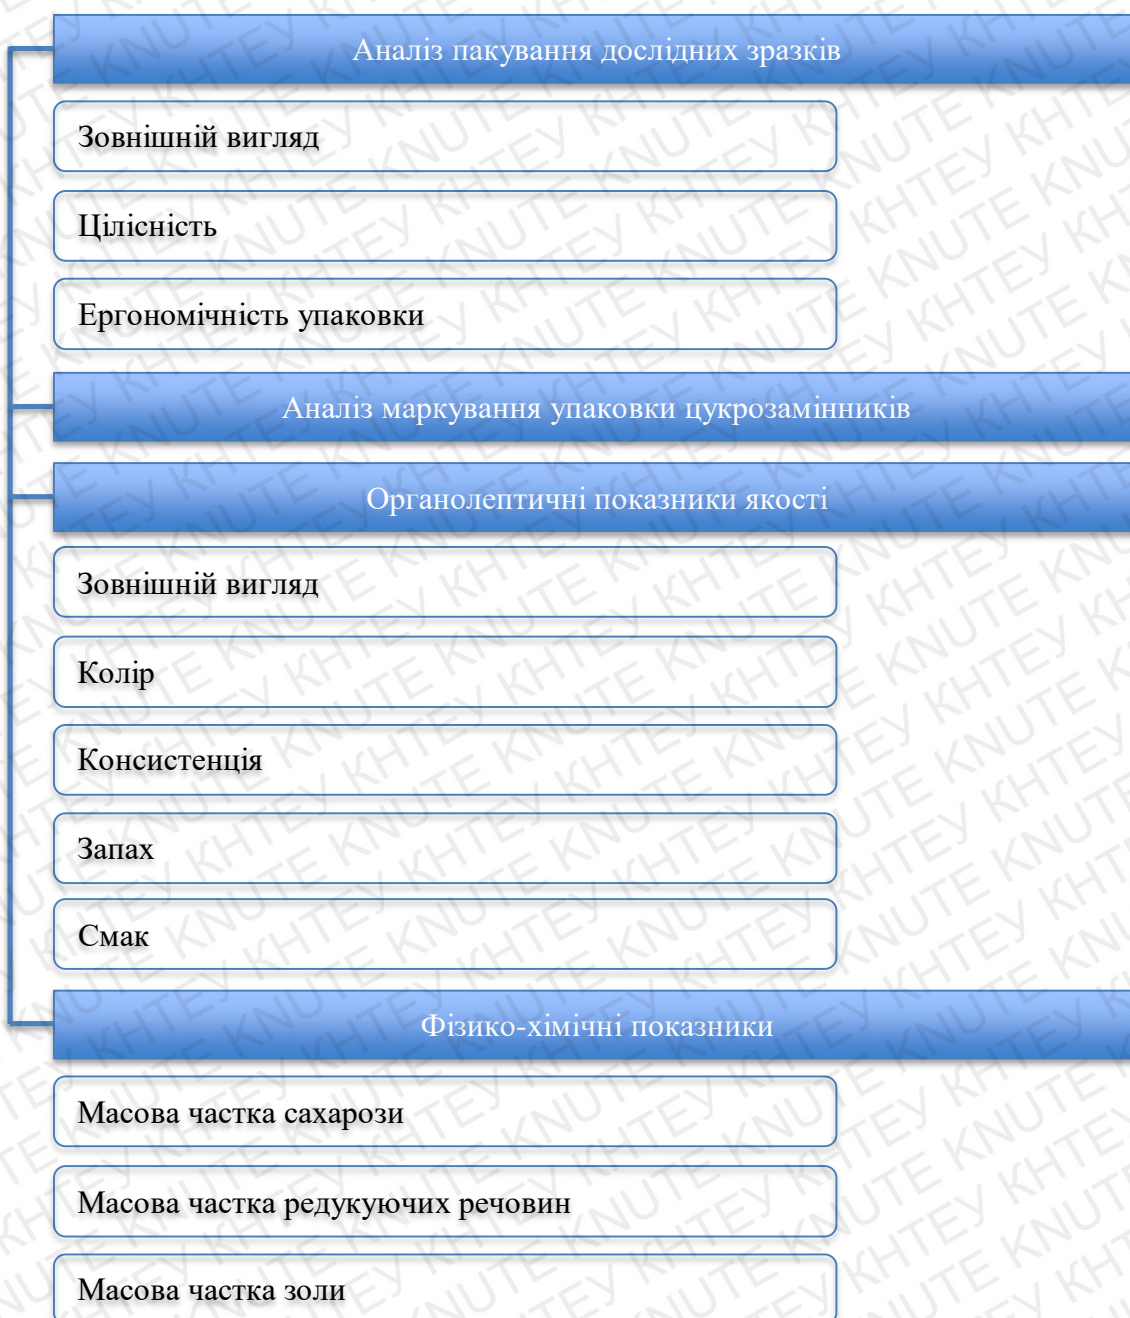 Аналіз пакування дослідних зразків
Зовнішній вигляд
Цілісність
Ергономічність упаковки
Аналіз маркування упаковки цукрозамінників
Органолептичні показники якості
Зовнішній вигляд
Колір
Консистенція
Запах
Смак
Фізико-хімічні показники
Масова частка сахарози
Масова частка редукуючих речовин
Масова частка золи